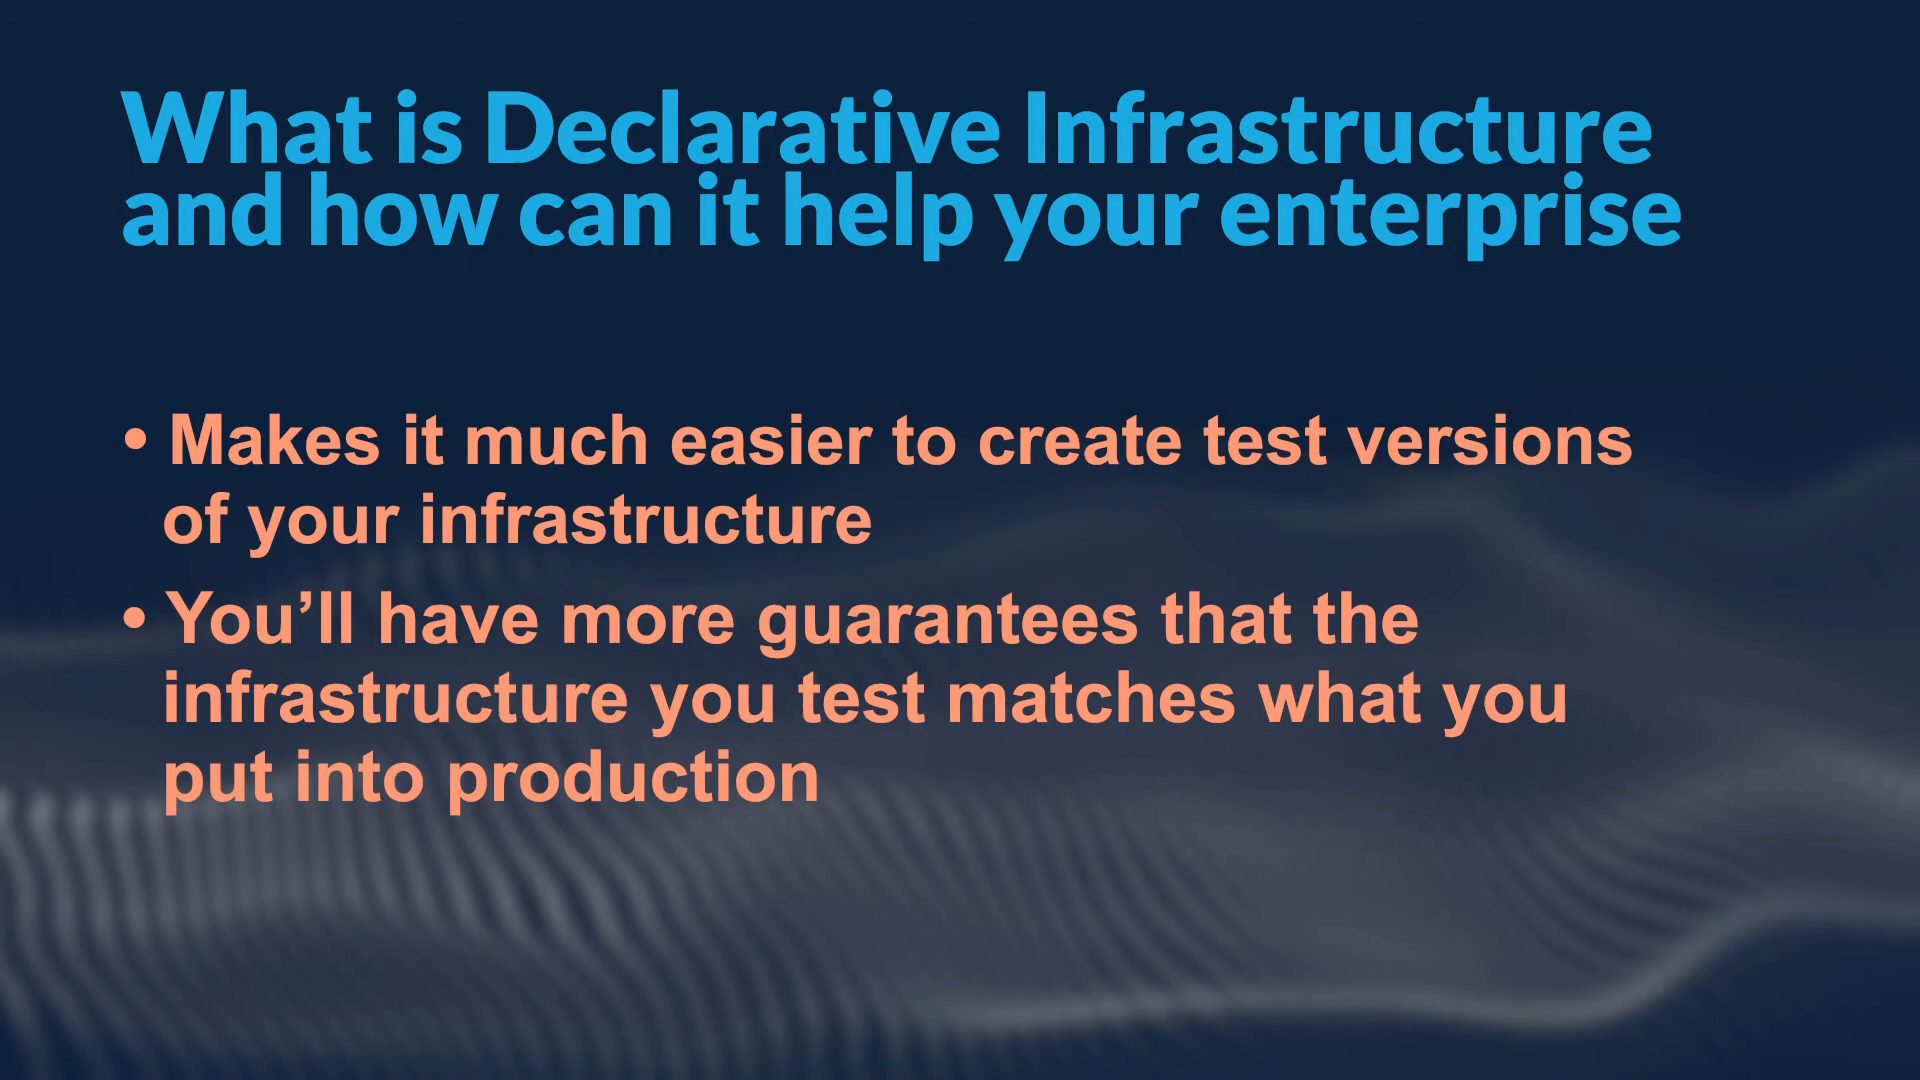 What is Declarative Infrastructure
and how can it help your enterprise
• Makes it much easier to create test versions
of your infrastructure
• You’ll have more guarantees that the
infrastructure you test matches what you
put into production